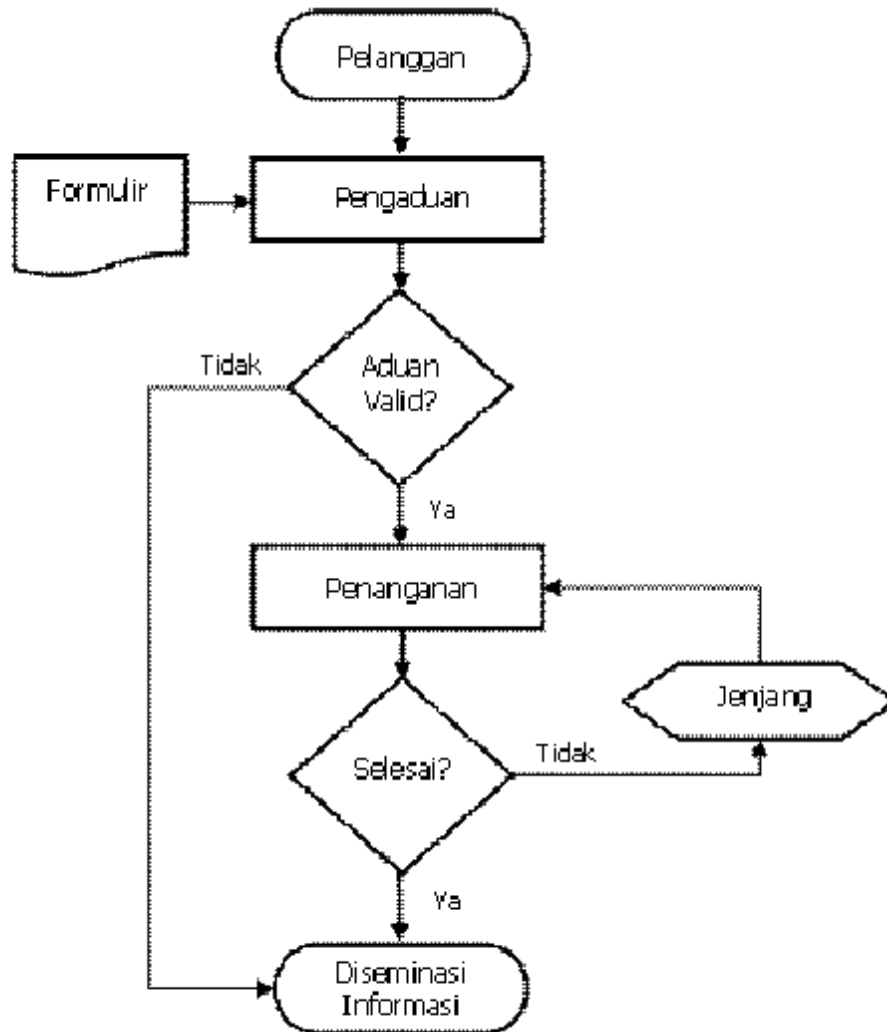 Pelanggan
Formulir
Pengaduan
Tidak
Aduan
Valid?
Ya
Penanganan
Jenjang
Selesai?
Tidak
Ya
Diseminasi
Informasi